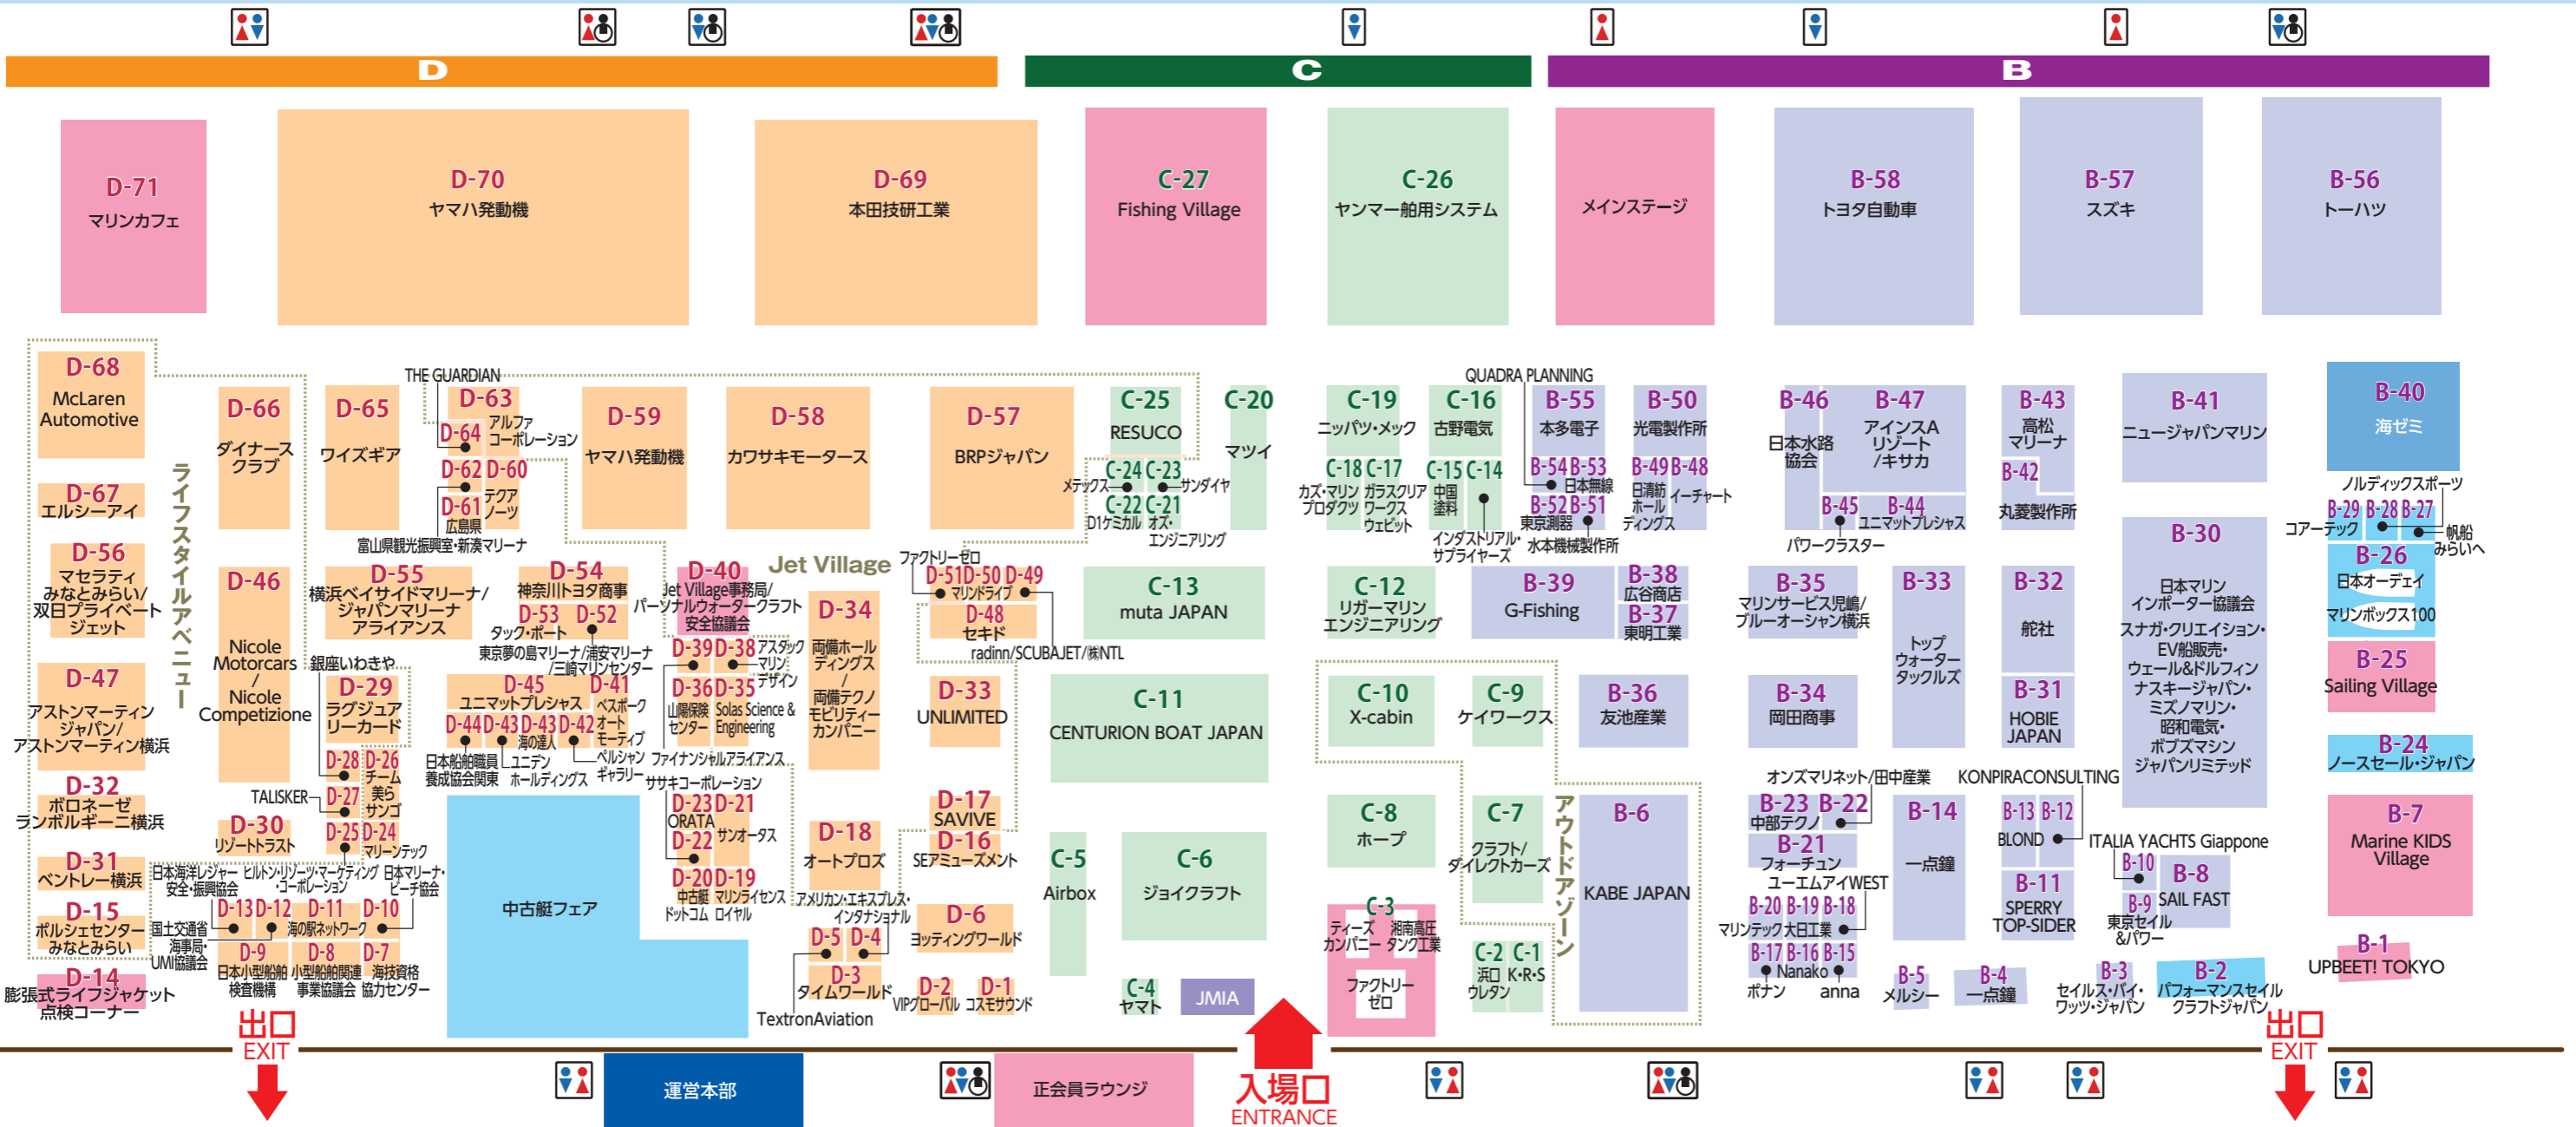 D
C
B
D-71
マリンカフェ
D-70
ヤマハ発動機
D-69
本田技研工業
C-27
Fishing Village
C-26
ヤンマー舶用システム
メインステージ
B-58
トヨタ自動車
B-57
スズキ
B-56
トーハツ
ライフスタイルアベニュー
D-68
McLaren
Automotive
D-67
エルシーアイ
D-56
マセラティ
みなとみらい/
双日プライベート
ジェット
D-47
アストンマーティン
ジャパン/
アストンマーティン横浜
D-32
ボロネーゼ
ランボルギーニ横浜
D-31
ベントレー横浜
D-15
ポルシェセンター
みなとみらい
D-14
膨張式ライフジャケット
点検コーナー
D-66
ダイナース
クラブ
D-46
Nicole
Motorcars
/
Nicole
Competizione
D-30
リゾートトラスト
D-65
ワイズギア
THE GUARDIAN
D-63
アルファ
コーポレーション
D-64
D-62
D-60
テクア
ノーツ
D-61
広島県
富山県観光振興室・新湊マリーナ
D-59
ヤマハ発動機
D-58
カワサキモータース
D-57
BRPジャパン
D-55
横浜ベイサイドマリーナ/
ジャパンマリーナ
アライアンス
D-54
神奈川トヨタ商事
D-53
タック・ポート
D-52
東京夢の島マリーナ/浦安マリーナ
/三崎マリンセンター
銀座いわきや
D-29
ラグジュア
リーカード
D-28
D-26
チーム
美ら
サンゴ
TALISKER
D-27
D-25
D-24
マリーンテック
D-45
ユニマットプレシャス
D-41
ベスポーク
オート
モーティブ
D-44
D-43
D-43
海の達人
D-42
日本船舶職員
養成協会関東
ユニデン
ホールディングス
ペルシャン
ギャラリー
Jet Village
D-40
Jet Village事務局/
パーソナルウォータークラフト
安全協議会
D-39
D-38
アスタック
マリン
デザイン
D-36
山陽保険
センター
D-35
Solas Science &
Engineering
ファイナンシャルアライアンス
D-34
両備ホール
ディングス
/
両備テクノ
モビリティー
カンパニー
ファクトリーゼロ
D-51
D-50
D-49
マリンドライブ
D-48
セキド
radinn/SCUBAJET/㈱NTL
D-33
UNLIMITED
D-17
SAVIVE
D-16
SEアミューズメント
ササキコーポレーション
D-23
ORATA
D-21
サンオータス
D-22
D-20
中古艇
ドットコム
D-19
マリンライセンス
ロイヤル
D-18
オートプロズ
アメリカン・エキスプレス・
インタナショナル
D-5
D-4
D-3
タイムワールド
TextronAviation
D-6
ヨッティングワールド
D-2
VIPグローバル
D-1
コスモサウンド
日本海洋レジャー
安全・振興協会
ヒルトン・リゾーツ・マーケティング
・コーポレーション
日本マリーナ・
ビーチ協会
D-13
D-12
D-11
海の駅ネットワーク
D-10
国土交通省
海事局・
UMI協議会
D-9
日本小型船舶
検査機構
D-8
小型船舶関連
事業協議会
D-7
海技資格
協力センター
中古艇フェア
C-25
RESUCO
C-24
メテックス
C-23
サンダイヤ
C-22
D1ケミカル
C-21
オズ・
エンジニアリング
C-20
マツイ
C-19
ニッパツ・メック
C-18
カズ・マリン
プロダクツ
C-17
ガラスクリア
ワークス
ウェビット
C-16
古野電気
C-15
中国
塗料
C-14
インダストリアル・
サプライヤーズ
C-13
muta JAPAN
C-12
リガーマリン
エンジニアリング
C-11
CENTURION BOAT JAPAN
C-10
X-cabin
C-9
ケイワークス
C-8
ホープ
C-7
クラフト/
ダイレクトカーズ
C-6
ジョイクラフト
C-5
Airbox
C-4
ヤマト
JMIA
C-3
ティーズ
カンパニー
湘南高圧
タンク工業
ファクトリー
ゼロ
C-2
浜口
ウレタン
C-1
K・R・S
アウトドアゾーン
QUADRA PLANNING
B-55
本多電子
B-54
B-53
日本無線
B-52
東京測器
B-51
水本機械製作所
B-50
光電製作所
B-49
日清紡
ホール
ディングス
B-48
イーチャート
B-46
日本水路
協会
B-47
アインスA
リゾート
/キサカ
B-45
パワークラスター
B-44
ユニマットプレシャス
B-43
高松
マリーナ
B-42
丸菱製作所
B-41
ニュージャパンマリン
B-40
海ゼミ
ノルディックスポーツ
B-29
コアーテック
B-28
B-27
帆船
みらいへ
B-26
日本オーデェイ
マリンボックス100
B-25
Sailing Village
B-24
ノースセール・ジャパン
B-7
Marine KIDS
Village
B-1
UPBEET! TOKYO
B-39
G-Fishing
B-38
広谷商店
B-37
東明工業
B-36
友池産業
B-35
マリンサービス児嶋/
ブルーオーシャン横浜
B-34
岡田商事
B-33
トップ
ウォーター
タックルズ
B-32
舵社
B-31
HOBIE
JAPAN
B-30
日本マリン
インポーター協議会
スナガ・クリエイション・
EV船販売・
ウェール&ドルフィン
ナスキージャパン・
ミズノマリン・
昭和電気・
ボブズマシン
ジャパンリミテッド
B-6
KABE JAPAN
オンズマリネット/田中産業
B-23
中部テクノ
B-22
B-21
フォーチュン
ユーエムアイWEST
B-20
マリンテック
B-19
大日工業
B-18
B-17
ボナン
B-16
Nanako
B-15
anna
B-14
一点鐘
KONPIRACONSULTING
B-13
BLOND
B-12
B-11
SPERRY
TOP-SIDER
ITALIA YACHTS Giappone
B-10
B-8
SAIL FAST
B-9
東京セイル
&パワー
B-5
メルシー
B-4
一点鐘
B-3
セイルス・バイ・
ワッツ・ジャパン
B-2
パフォーマンスセイル
クラフトジャパン
出口
EXIT
運営本部
正会員ラウンジ
入場口
ENTRANCE
出口
EXIT